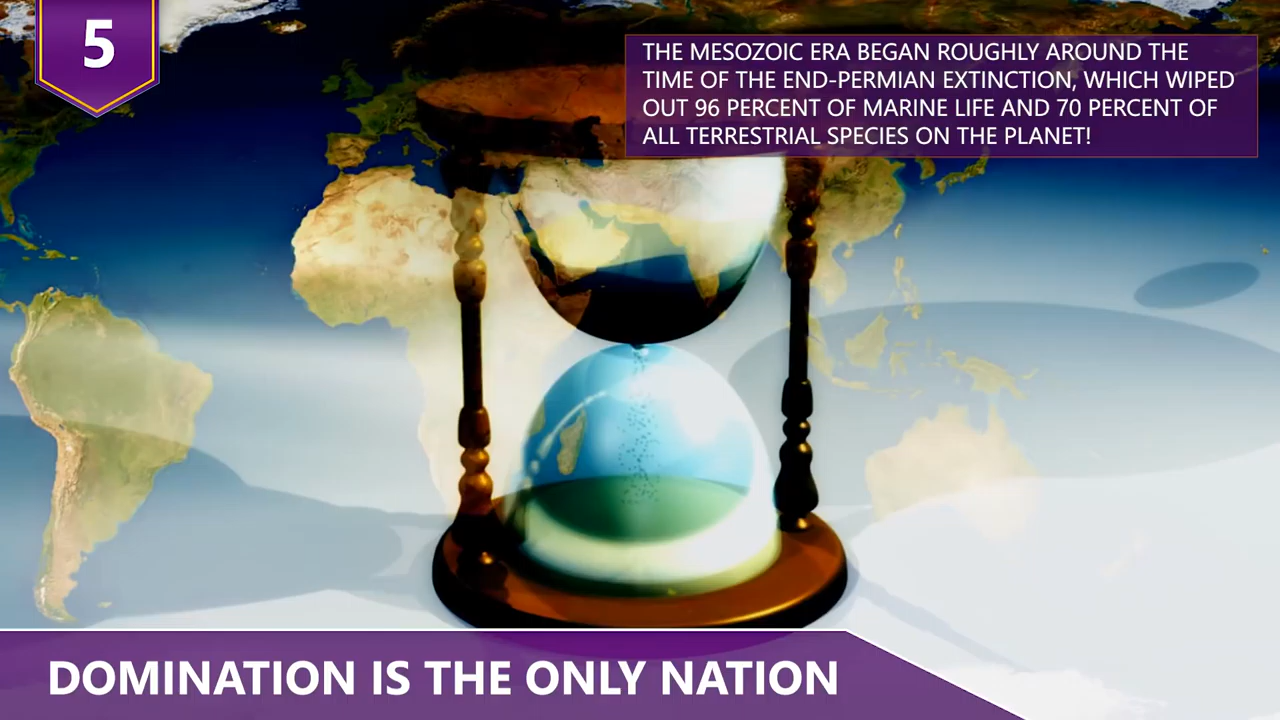 5
THE MESOZOIC ERA BEGAN ROUGHLY AROUND THE
TIME OF THE END-PERMIAN EXTINCTION, WHICH WIPED
OUT 96 PERCENT OF MARINE LIFE AND 70 PERCENT OF
ALL TERRESTRIAL SPECIES ON THE PLANET!
DOMINATION IS THE ONLY NATION